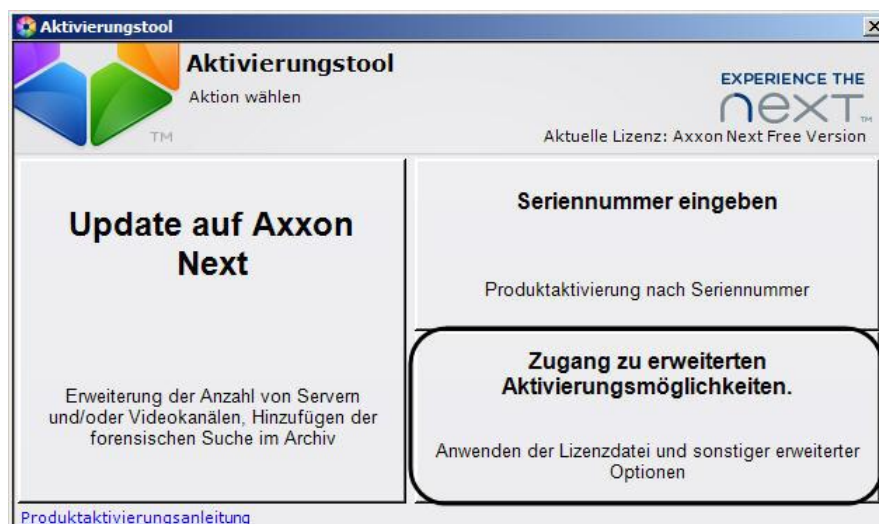 Aktivierungstool
Aktivierungstool
Aktion wählen
TM
EXPERIENCE THE
next TM
Aktuelle Lizenz: Axxon Next Free Version
Update auf Axxon
Next
Erweiterung der Anzahl von Servern
und/oder Videokanälen, Hinzufügen der
forensischen Suche im Archiv
Seriennummer eingeben
Produktaktivierung nach Seriennummer
Zugang zu erweiterten
Aktivierungsmöglichkeiten.
Anwenden der Lizenzdatei und sonstiger erweiterter
Optionen
Produktaktivierungsanleitung